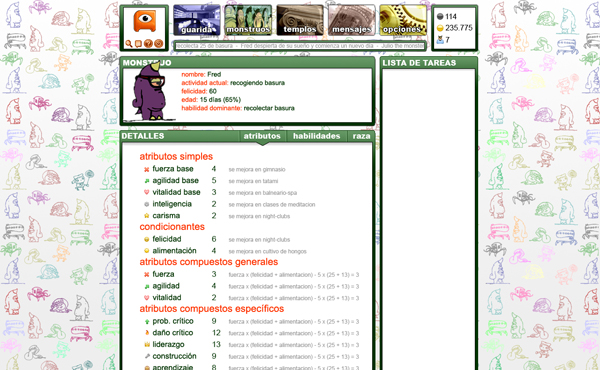 guarida monstruos templos mensajes opciones
114
235,775
7
recolecta 25 de basura - Fred despierta de su sueño y comienza un nuevo día - Julio the monste
MONSTRUO
nombre: Fred
actividad actual: recogiendo basura
felicidad: 60
edad: 15 días (65%)
habilidad dominante: recolectar basura
LISTA DE TAREAS
DETALLES atributos habilidades raza
atributos simples
fuerza base 4 se mejora en gimnasio
agilidad base 5 se mejora en tatami
vitalidad base 3 se mejora en balneario-spa
inteligencia 2 se mejora en clases de meditacion
carisma 2 se mejora en night-clubs
condicionantes
felicidad 6 se mejora en night-clubs
alimentación 4 se mejora en cultivo de hongos
atributos compuestos generales
fuerza 3 fuerza x (felicidad + alimentacion) - 5 x (25 + 13) = 3
agilidad 4 fuerza x (felicidad + alimentacion) - 5 x (25 + 13) = 3
vitalidad 2 fuerza x (felicidad + alimentacion) - 5 x (25 + 13) = 3
atributos compuestos específicos
prob. crítico 9 fuerza x (felicidad + alimentacion) - 5 x (25 + 13) = 3
daño crítico 12 fuerza x (felicidad + alimentacion) - 5 x (25 + 13) = 3
liderazgo 13 fuerza x (felicidad + alimentacion) - 5 x (25 + 13) = 3
construcción 9 fuerza x (felicidad + alimentacion) - 5 x (25 + 13) = 3
aprendizaje 8 fuerza x (felicidad + alimentacion) - 5 x (25 + 13) = 3